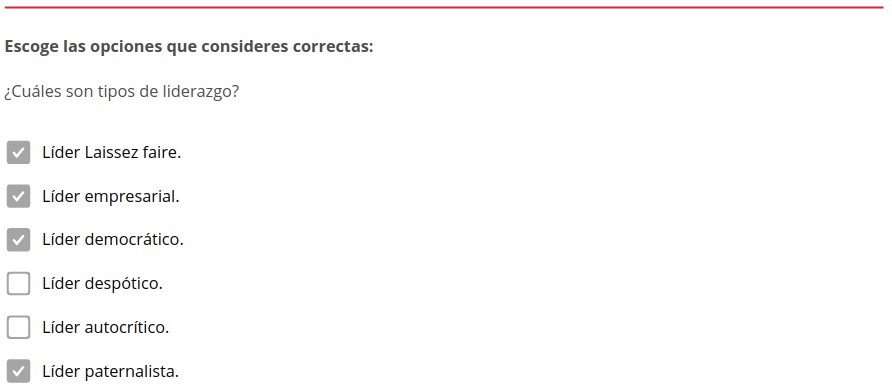 Escoge las opciones que consideres correctas:
¿Cuáles son tipos de liderazgo?
Líder Laissez faire.
Líder empresarial.
Líder democrático.
Líder despótico.
Líder autocrítico.
Líder paternalista.